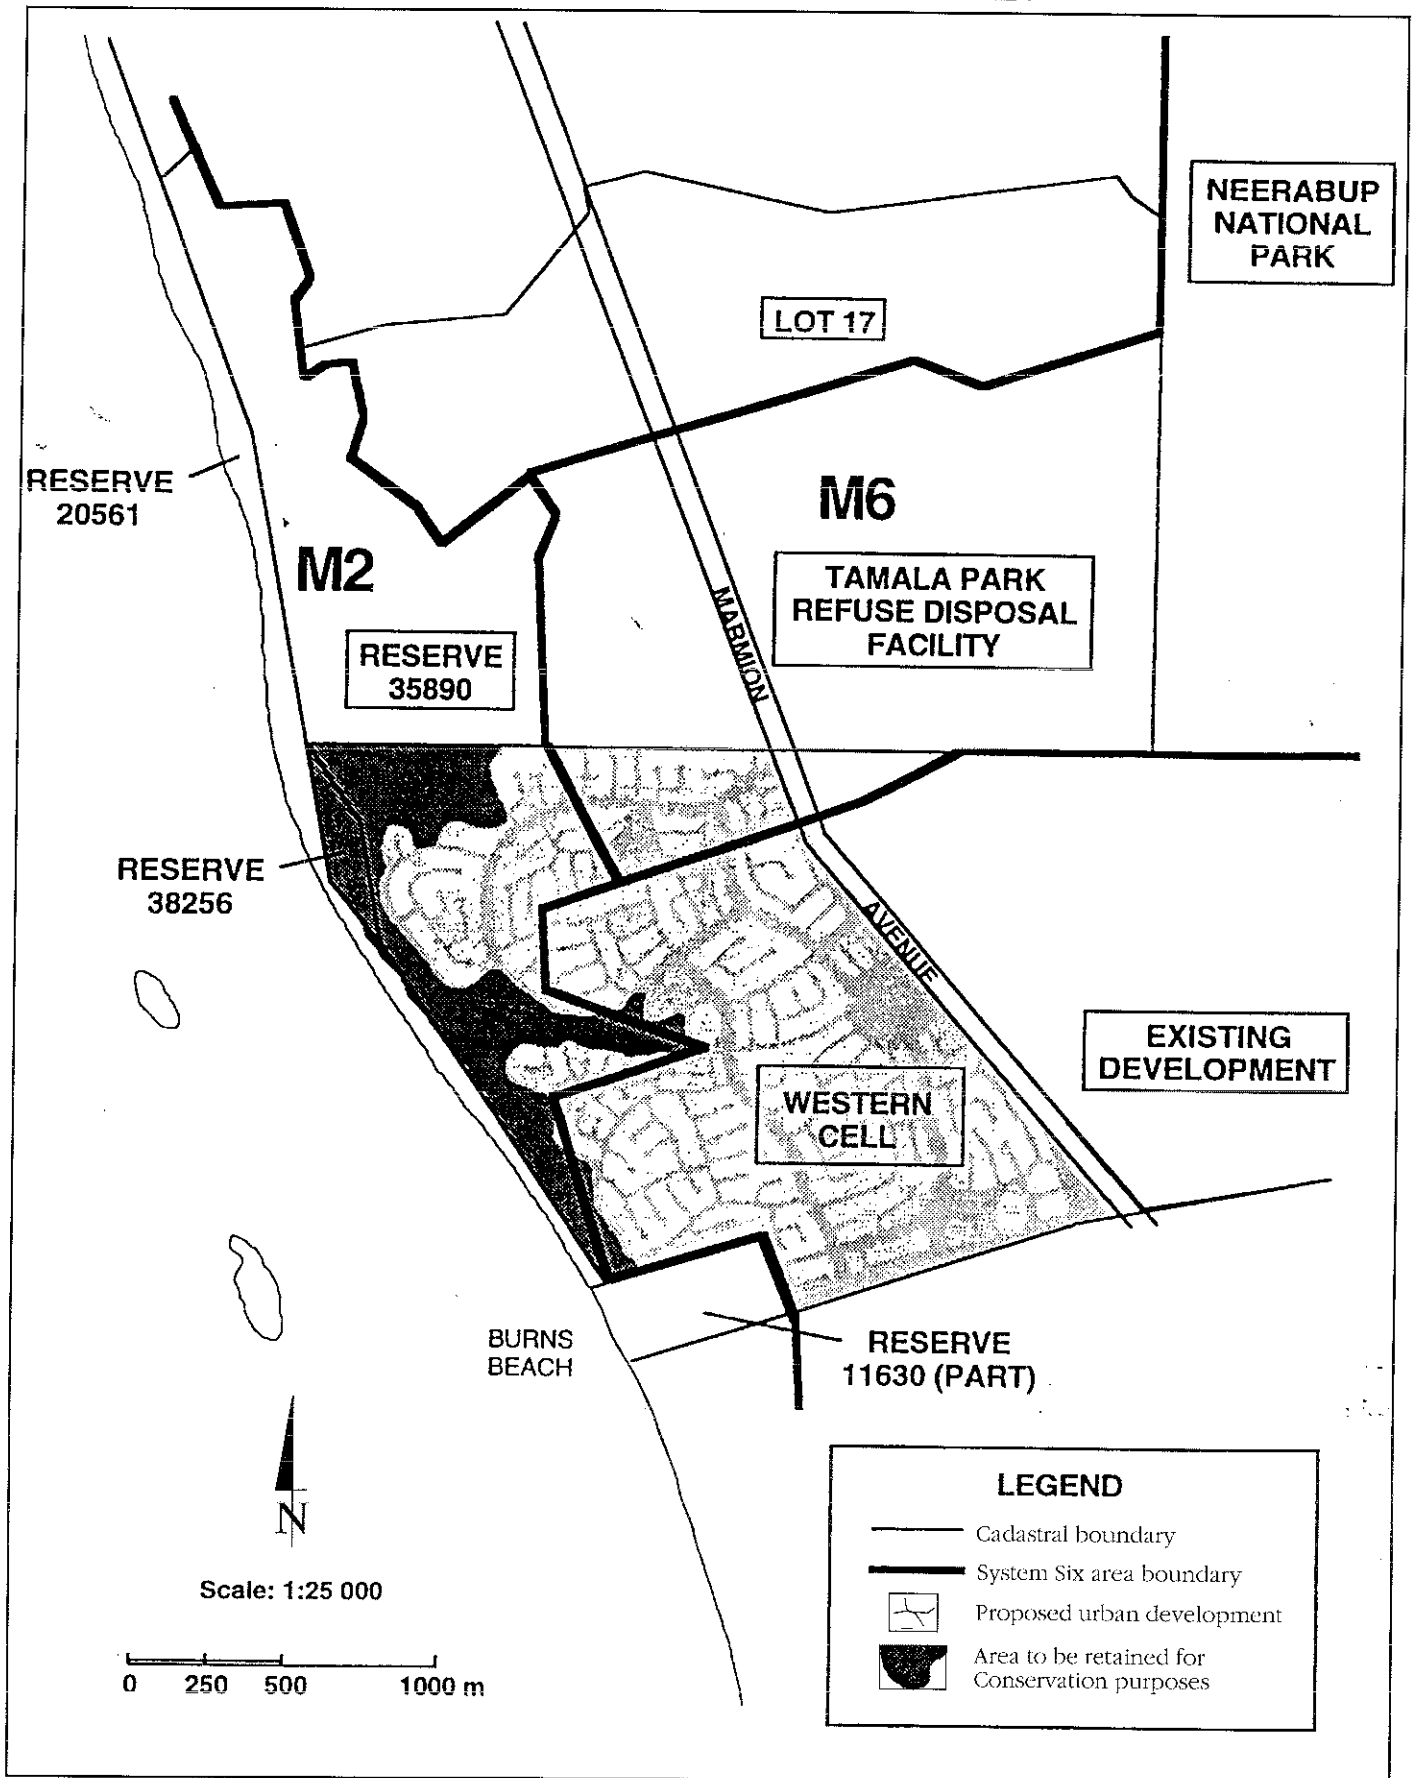 NEERABUP
NATIONAL
PARK
LOT 17
RESERVE
20561
M6
M2
TAMALA PARK
REFUSE DISPOSAL
FACILITY
MARMION
RESERVE
35890
RESERVE
38256
AVENUE
EXISTING
DEVELOPMENT
WESTERN
CELL
BURNS
BEACH
RESERVE
11630 (PART)
N
Scale: 1:25 000
0 250 500 1000 m
LEGEND
Cadastral boundary
System Six area boundary
Proposed urban development
Area to be retained for
Conservation purposes